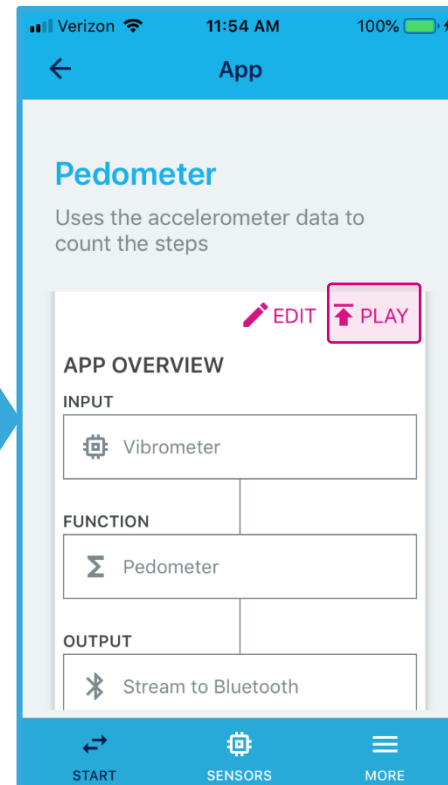 Verizon 11:54 AM 100%
App
Pedometer
Uses the accelerometer data to
count the steps
EDIT PLAY
APP OVERVIEW
INPUT
Vibrometer
FUNCTION
Σ Pedometer
OUTPUT
Stream to Bluetooth
START SENSORS MORE